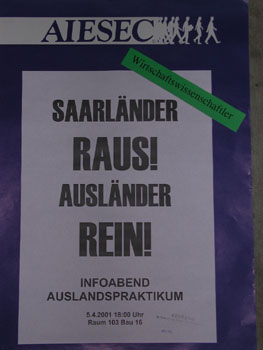 AIESEC
Wirtschaftswissenschaftler
SAARLÄNDER
RAUS!
AUSLÄNDER
REIN!
INFOABEND
AUSLANDSPRAKTIKUM
5.4.2001 18:00 Uhr
Raum 103 Bau 16